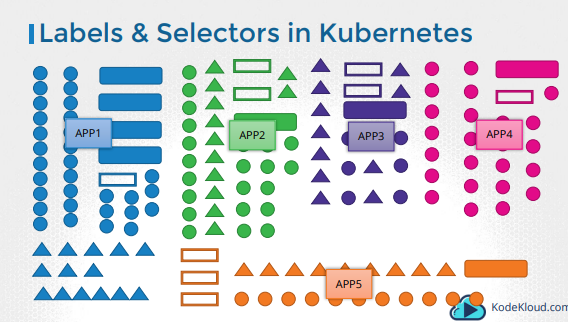 Labels & Selectors in Kubernetes
APP1
APP2
APP3
APP4
APP5
KodeKloud.com